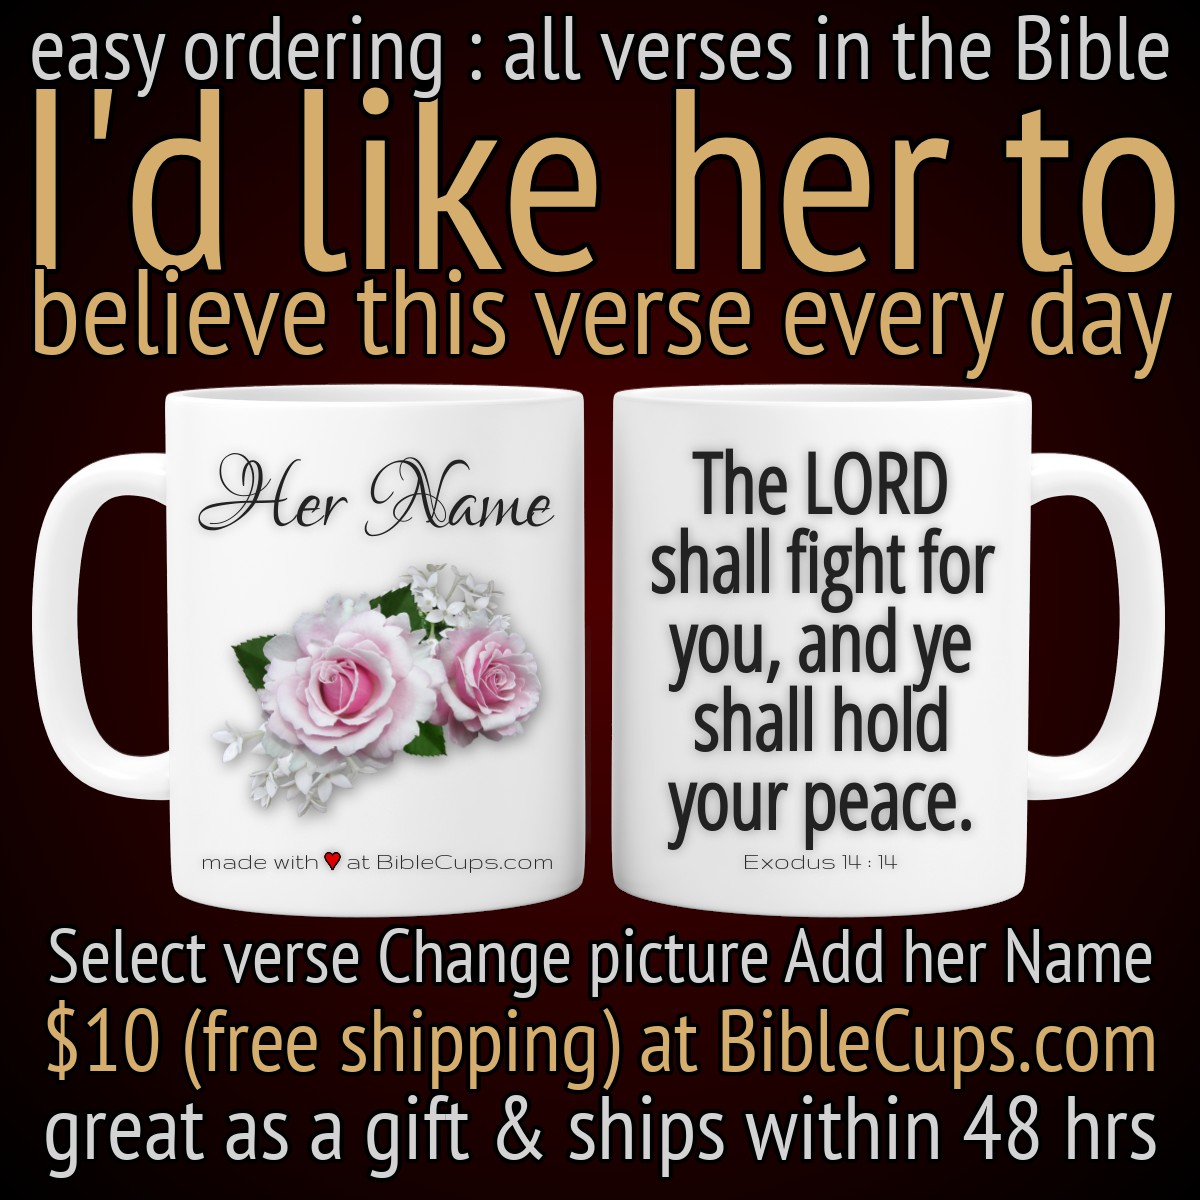 easy ordering : all verses in the Bible
I'd like her to
believe this verse every day
Her Name
made with ♥ at BibleCups.com
The LORD
shall fight for
you, and ye
shall hold
your peace.
Exodus 14 : 14
Select verse Change picture Add her Name
$10 (free shipping) at BibleCups.com
great as a gift & ships within 48 hrs